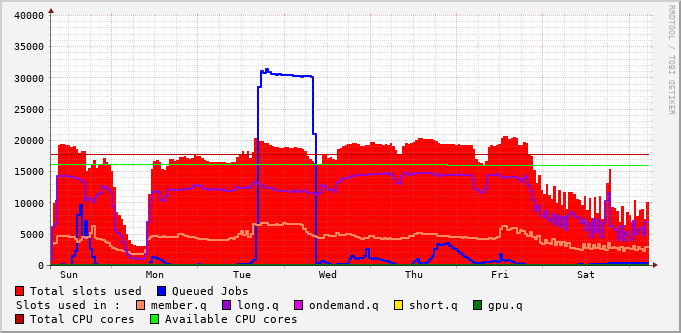 40000
35000
30000
25000
20000
15000
10000
5000
0
Sun Mon Tue Wed Thu Fri Sat
RRDTOOL / TOBI OETIKER
Total slots used Queued Jobs
Slots used in : member.q long.q ondemand.q short.q gpu.q
Total CPU cores Available CPU cores